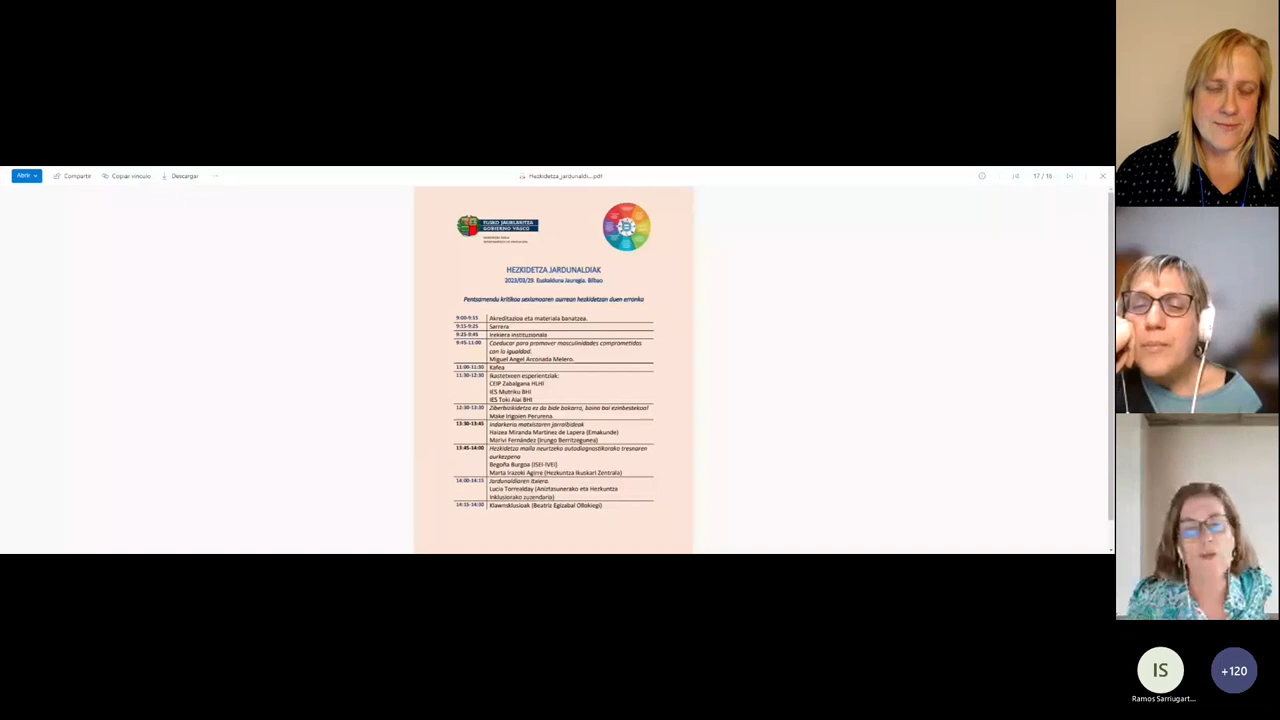 Abrir
Compartir
Copiar vínculo
Descargar
Hezkidetza_jardunaldi...pdf
17 / 16
EUSKO JAURLARITZA
GOBIERNO VASCO
HEZKIDETZA JARDUNALDIAK
2023/03/29. Euskalduna Jauregia. Bilbao
Pentsamendu kritikoa sexismoaren aurrean hezkidetzan duen erronka
9:00-9:15 Akreditazioa eta materiala banatzea.
9:15-9:25 Sarrera
9:25-9:45 Irekiera instituzionala
9:45-11:00 Coeducar para promover masculinidades comprometidas
con la igualdad.
Miguel Angel Arconada Melero.
11:00-11:30 Kafea
11:30-12:30 Ikastetxeen esperientziak:
CEIP Zabalgana HLHI
IES Mutriku BHI
IES Toki Alai BHI
12:30-13:30 Ziberbizikidetza ez da bide bakarra, baina bai ezinbestekoa!
Make Irigoien Perurena.
13:30-13:45 Indarkeria matxistaren jarraibideak
Haizea Miranda Martinez de Lapera (Emakunde)
Marivi Fernández (Irungo Berritzegunea)
13:45-14:00 Hezkidetza maila neurtzeko autodiagnostikorako tresnaren
aurkezpena
Begoña Burgoa (ISEI-IVEI)
Marta Irazoki Agirre (Hezkuntza Ikuskari Zentrala)
14:00-14:15 Jardunaldiaren itxiera.
Lucia Torrealday (Aniztasunerako eta Hezkuntza
Inklusiorako zuzendaria)
14:15-14:30 Klawnsklusioak (Beatriz Egizabal Ollokiegi)
IS
+120
Ramos Sarriugart...